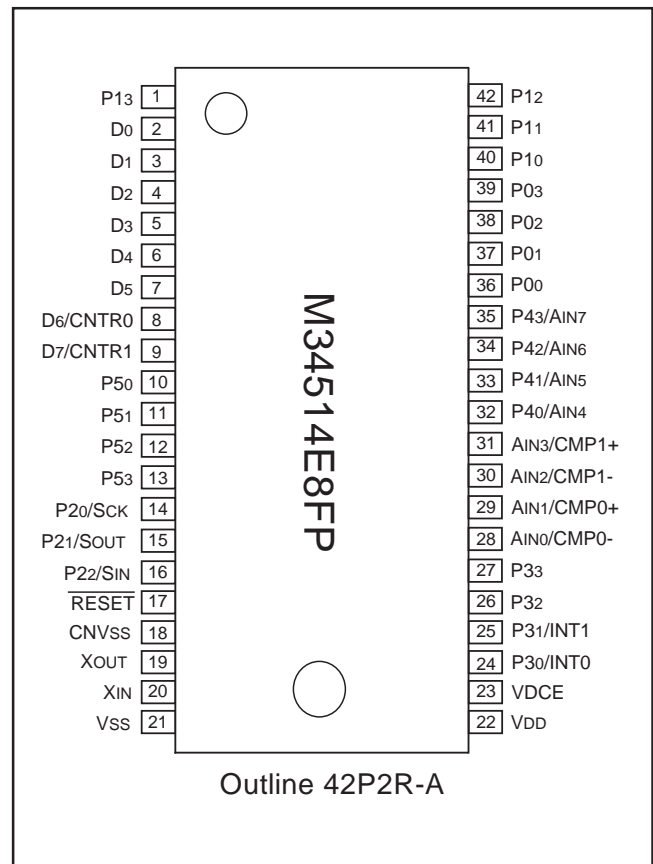 P13 1
D0 2
D1 3
D2 4
D3 5
D4 6
D5 7
D6/CNTR0 8
D7/CNTR1 9
P50 10
P51 11
P52 12
P53 13
P20/SCK 14
P21/SOUT 15
P22/SIN 16
RESET 17
CNVSS 18
XOUT 19
XIN 20
VSS 21
M34514E8FP
42 P12
41 P11
40 P10
39 P03
38 P02
37 P01
36 P00
35 P43/AIN7
34 P42/AIN6
33 P41/AIN5
32 P40/AIN4
31 AIN3/CMP1+
30 AIN2/CMP1-
29 AIN1/CMP0+
28 AIN0/CMP0-
27 P33
26 P32
25 P31/INT1
24 P30/INT0
23 VDCE
22 VDD
Outline 42P2R-A